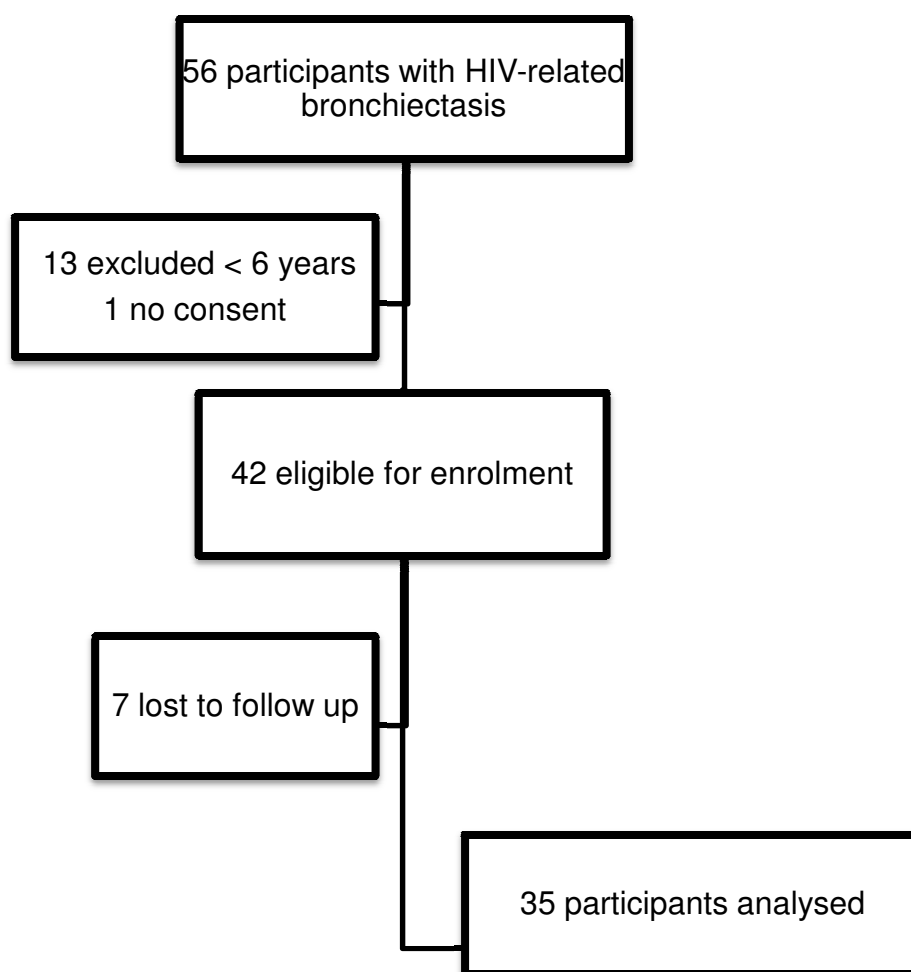 56 participants with HIV-related
bronchiectasis
13 excluded < 6 years
1 no consent
42 eligible for enrolment
7 lost to follow up
35 participants analysed